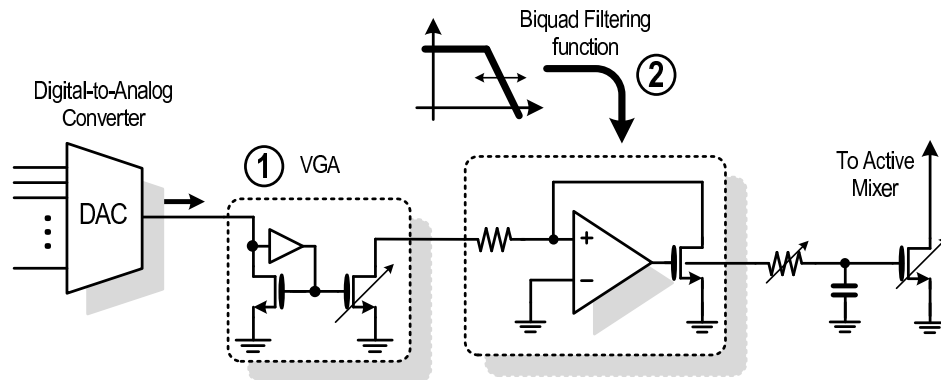 Biquad Filtering
function
2
Digital-to-Analog
Converter
1 VGA
To Active
Mixer
DAC
+
−